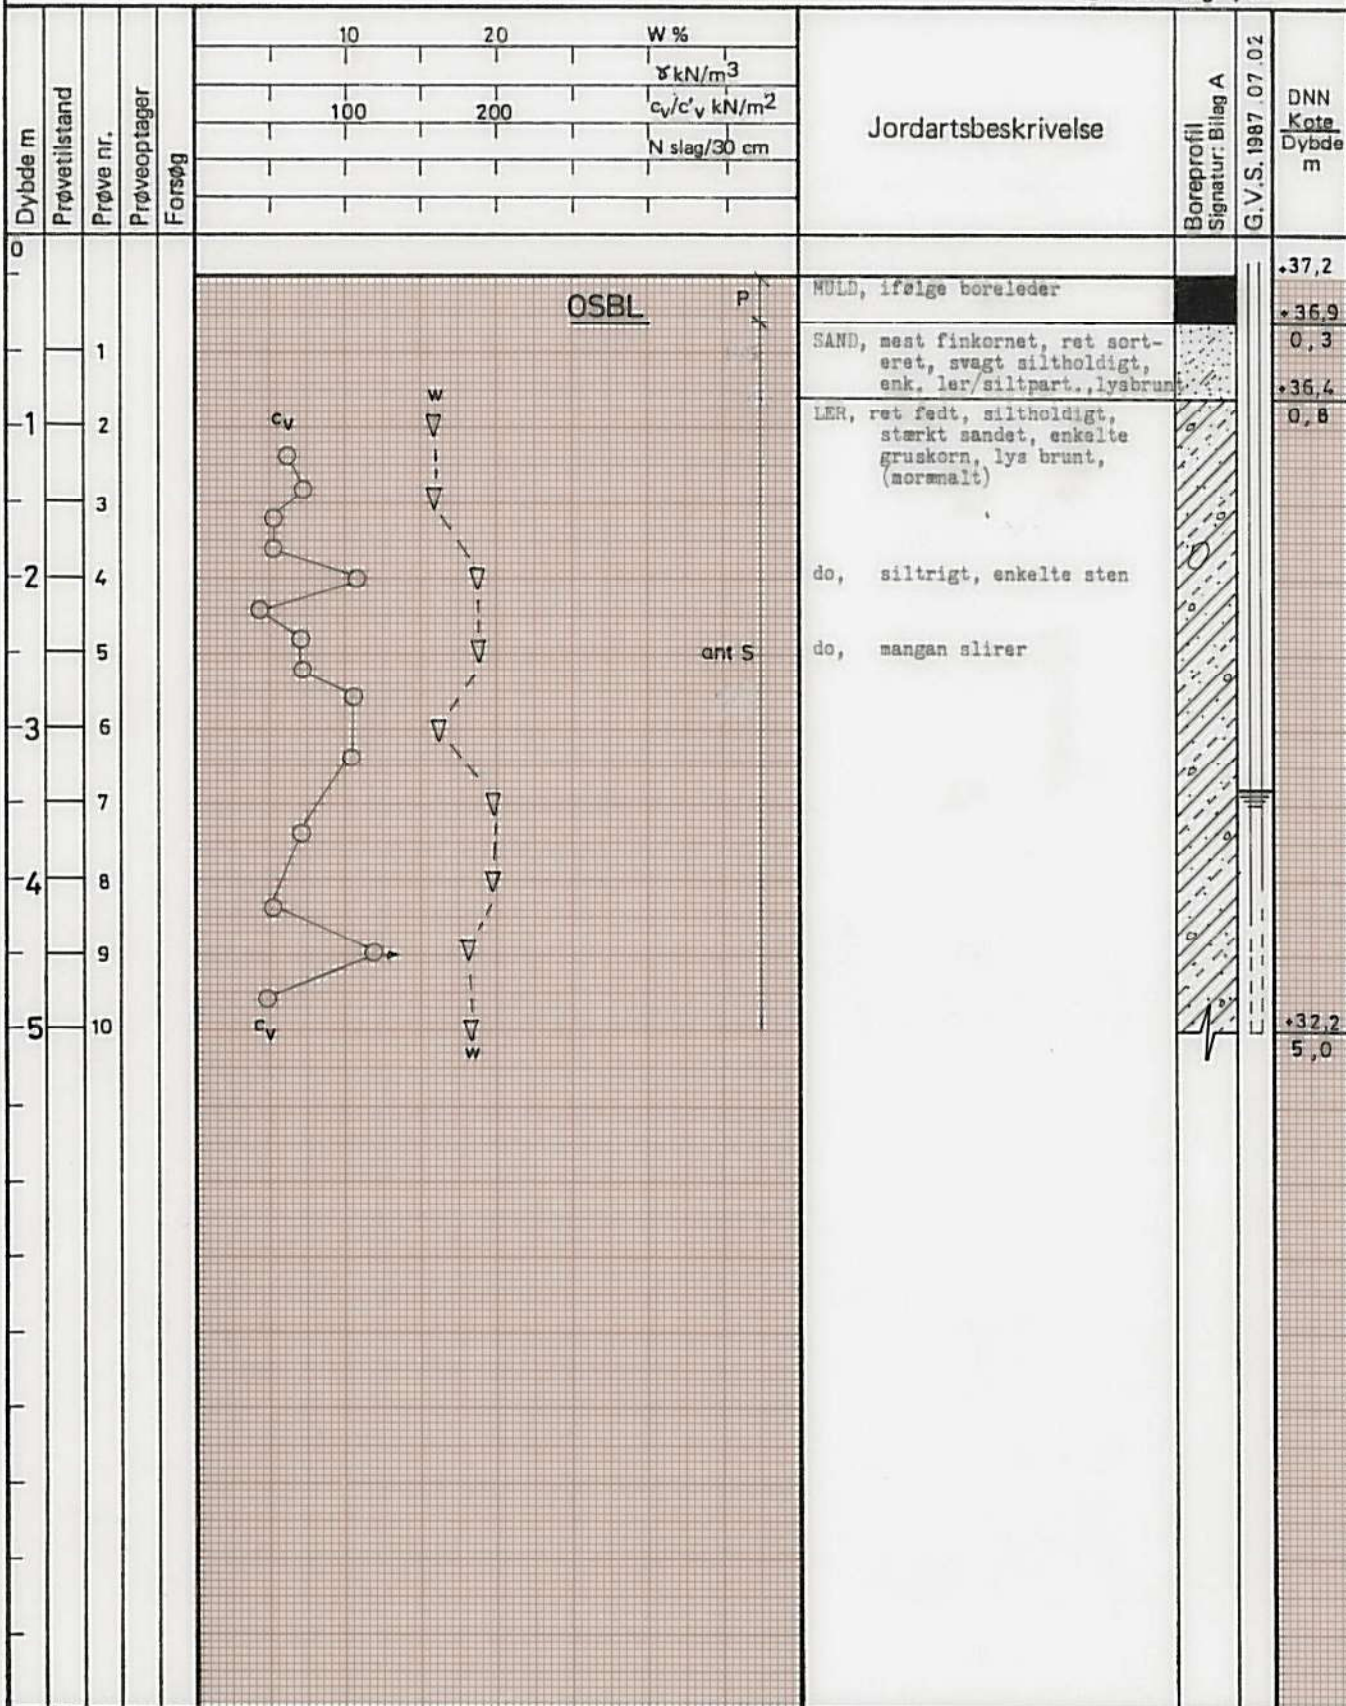 Dybde m
Prøvetilstand
Prøve nr.
Prøveoptager
Forsøg
10 20 W %
γ kN/m³
100 200 cᵥ/c'ᵥ kN/m²
N slag/30 cm
Jordartsbeskrivelse
Boreprofil
Signatur: Bilag A
G.V.S. 1987.07.02
DNN
Kote
Dybde
m
0
+37,2
OSBL P
MULD, ifølge boreleder
+36,9
0,3
1
SAND, mest finkornet, ret sort-
eret, svagt siltholdigt,
enk. ler/siltpart., lysbrunt
+36,4
0,8
w
1 2 cᵥ
LER, ret fedt, siltholdigt,
stærkt sandet, enkelte
gruskorn, lys brunt,
(morænalt)
3
2 4
do, siltrigt, enkelte sten
5 ant S
do, mangan slirer
3 6
7
4 8
9
5 10 cᵥ
w
+32,2
5,0